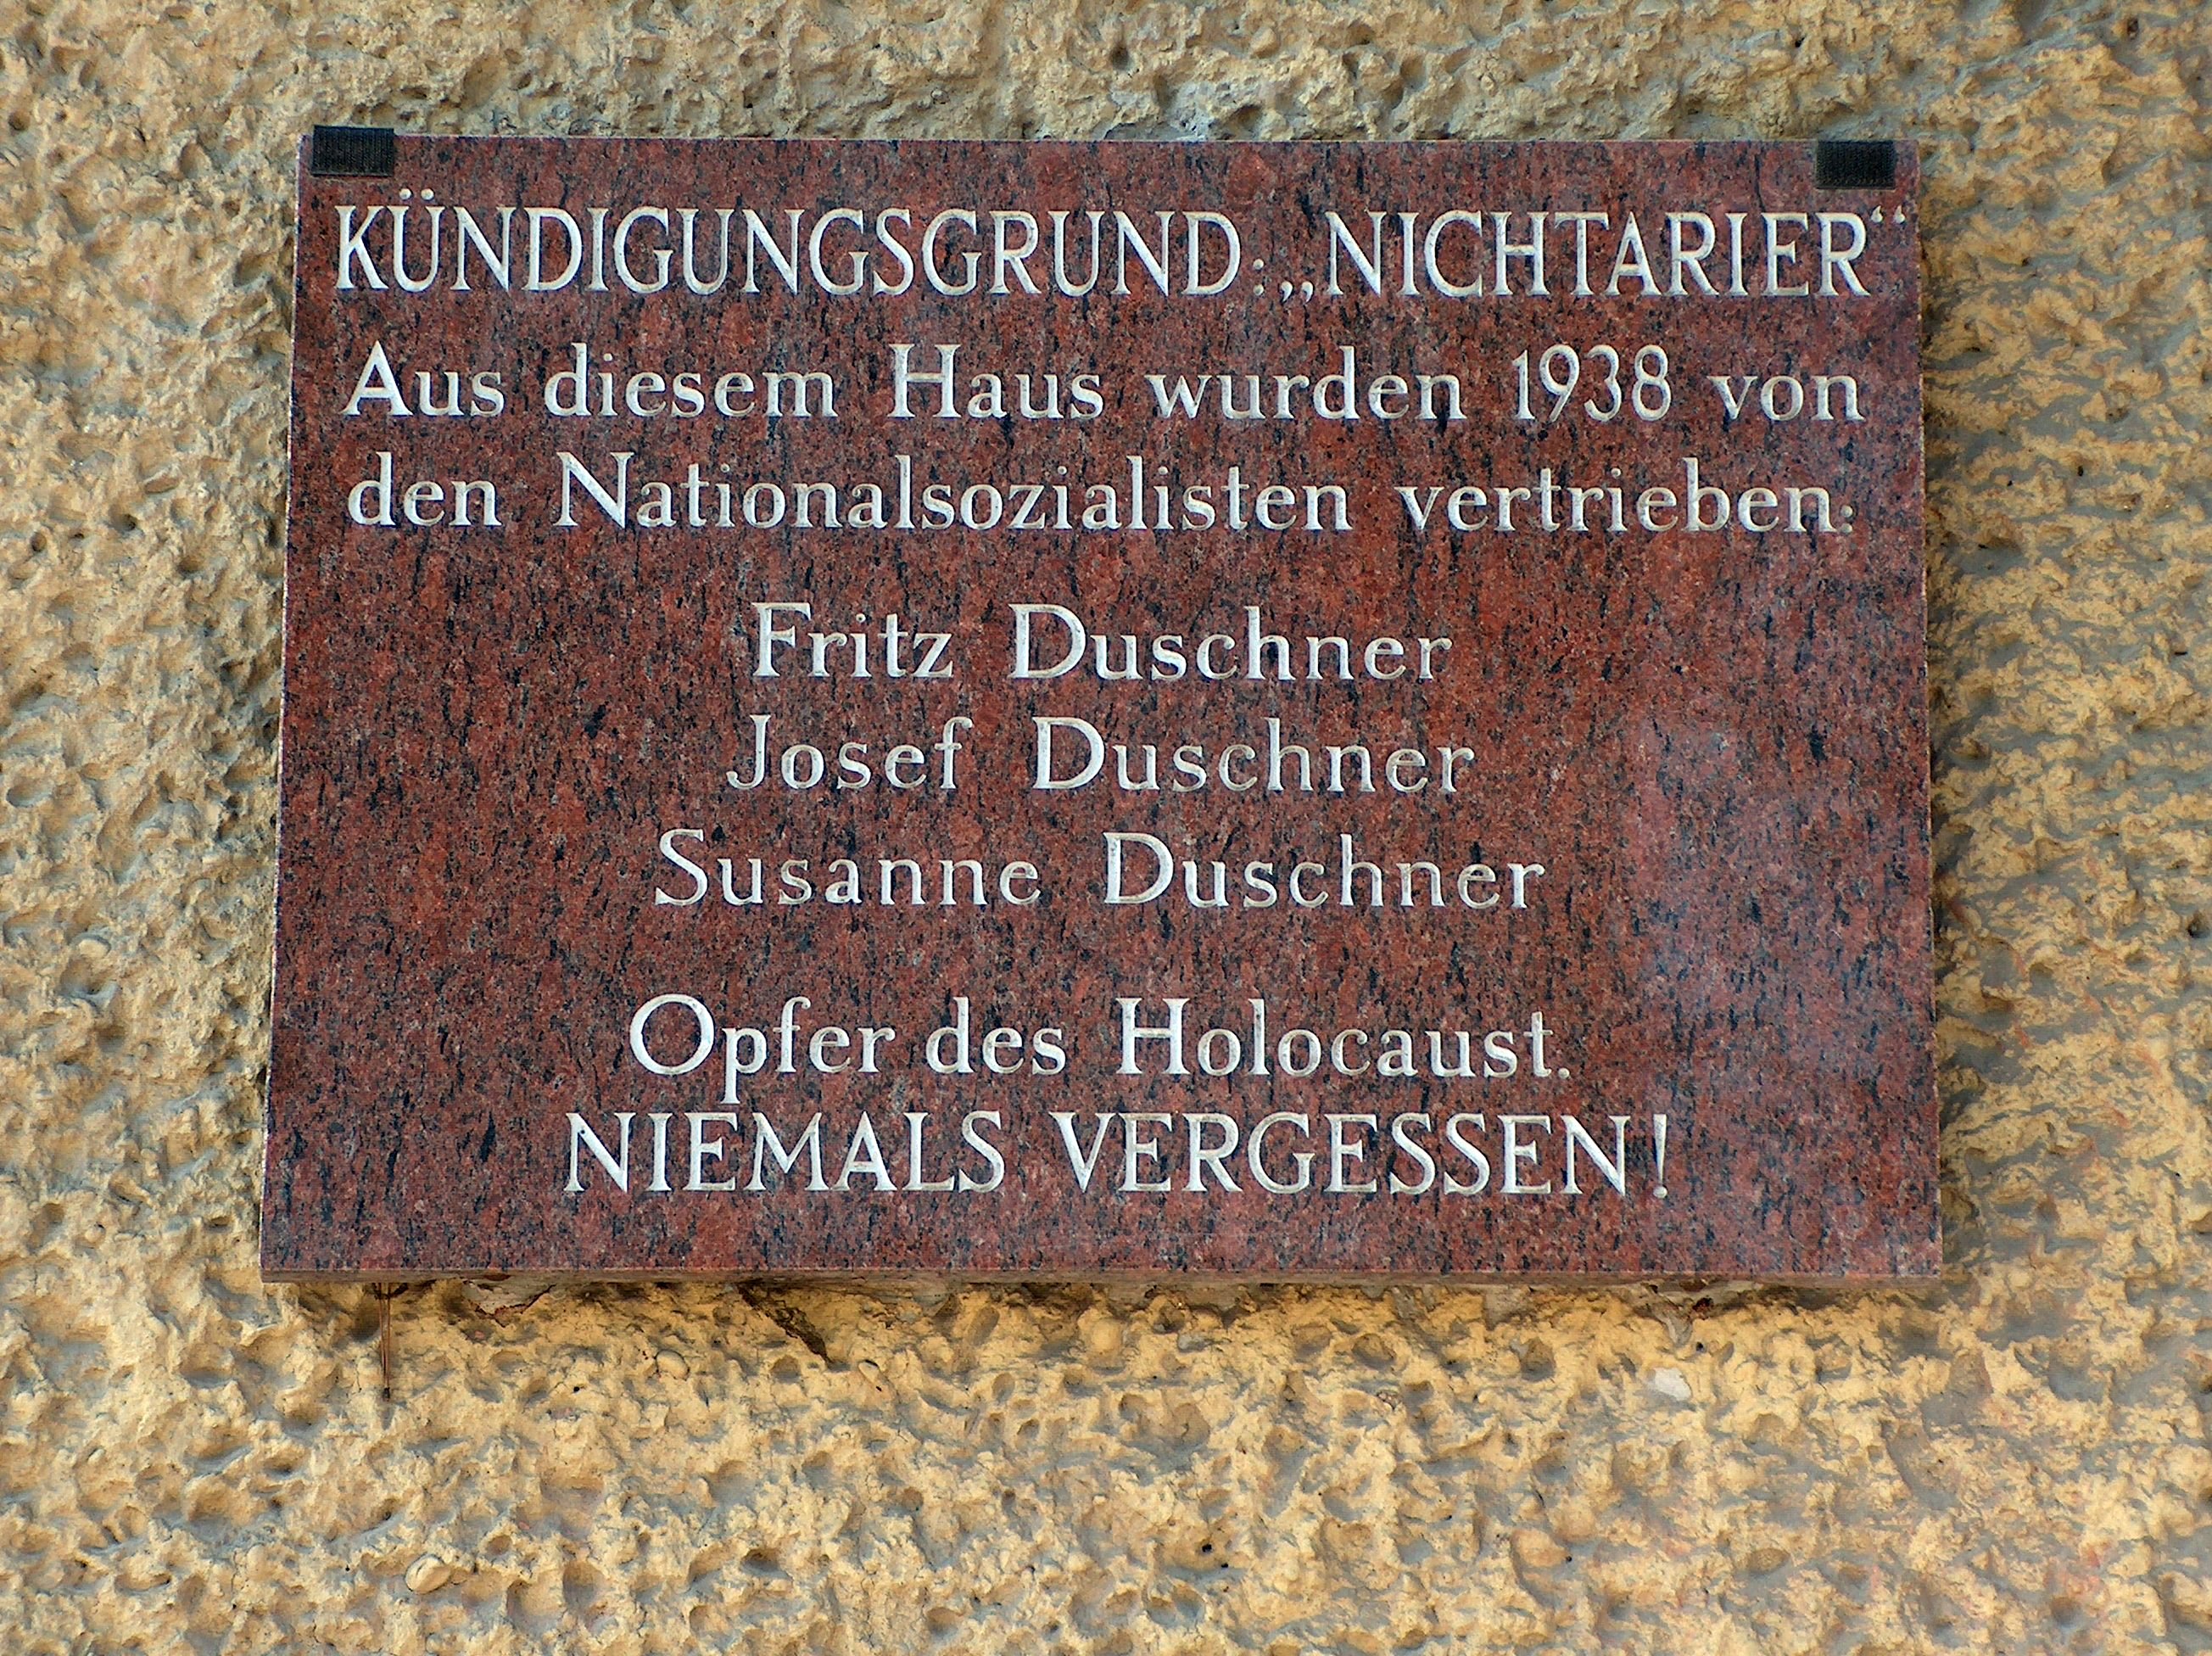 KÜNDIGUNGSGRUND: „NICHTARIER“
Aus diesem Haus wurden 1938 von
den Nationalsozialisten vertrieben:
Fritz Duschner
Josef Duschner
Susanne Duschner
Opfer des Holocaust.
NIEMALS VERGESSEN!